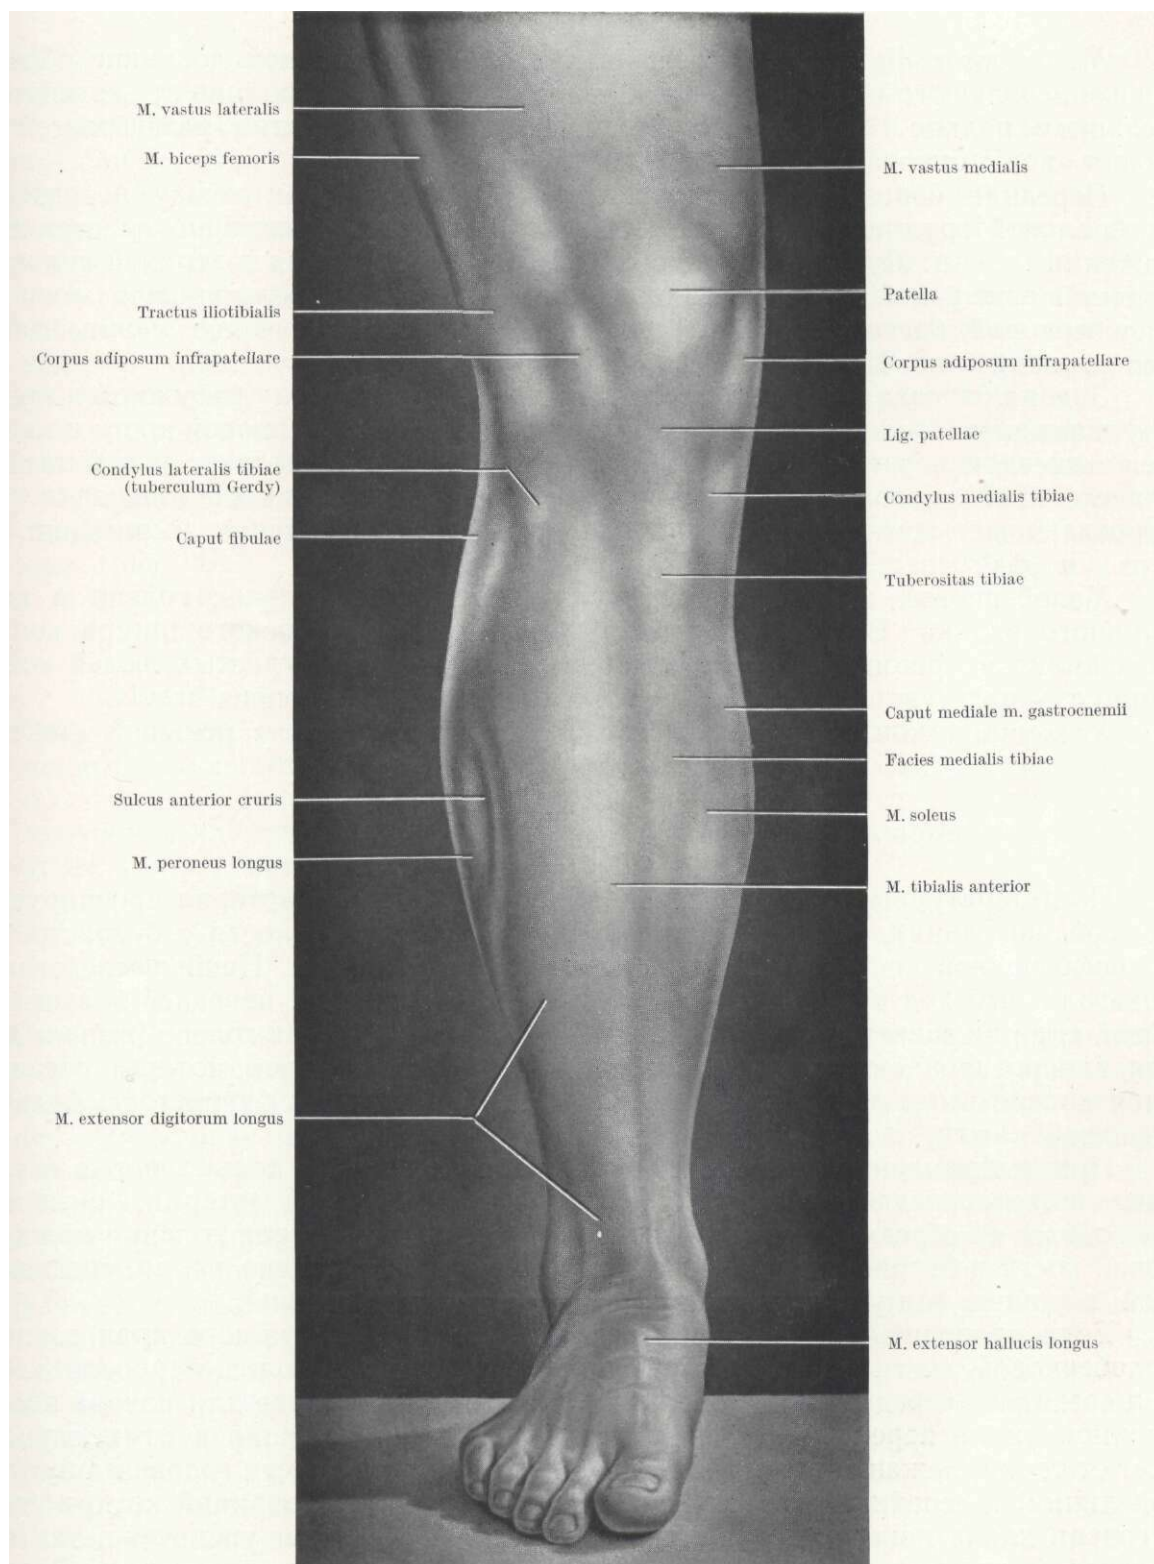 M. vastus lateralis
M. biceps femoris
Tractus iliotibialis
Corpus adiposum infrapatellare
Condylus lateralis tibiae
(tuberculum Gerdy)
Caput fibulae
Sulcus anterior cruris
M. peroneus longus
M. extensor digitorum longus
M. vastus medialis
Patella
Corpus adiposum infrapatellare
Lig. patellae
Condylus medialis tibiae
Tuberositas tibiae
Caput mediale m. gastrocnemii
Facies medialis tibiae
M. soleus
M. tibialis anterior
M. extensor hallucis longus